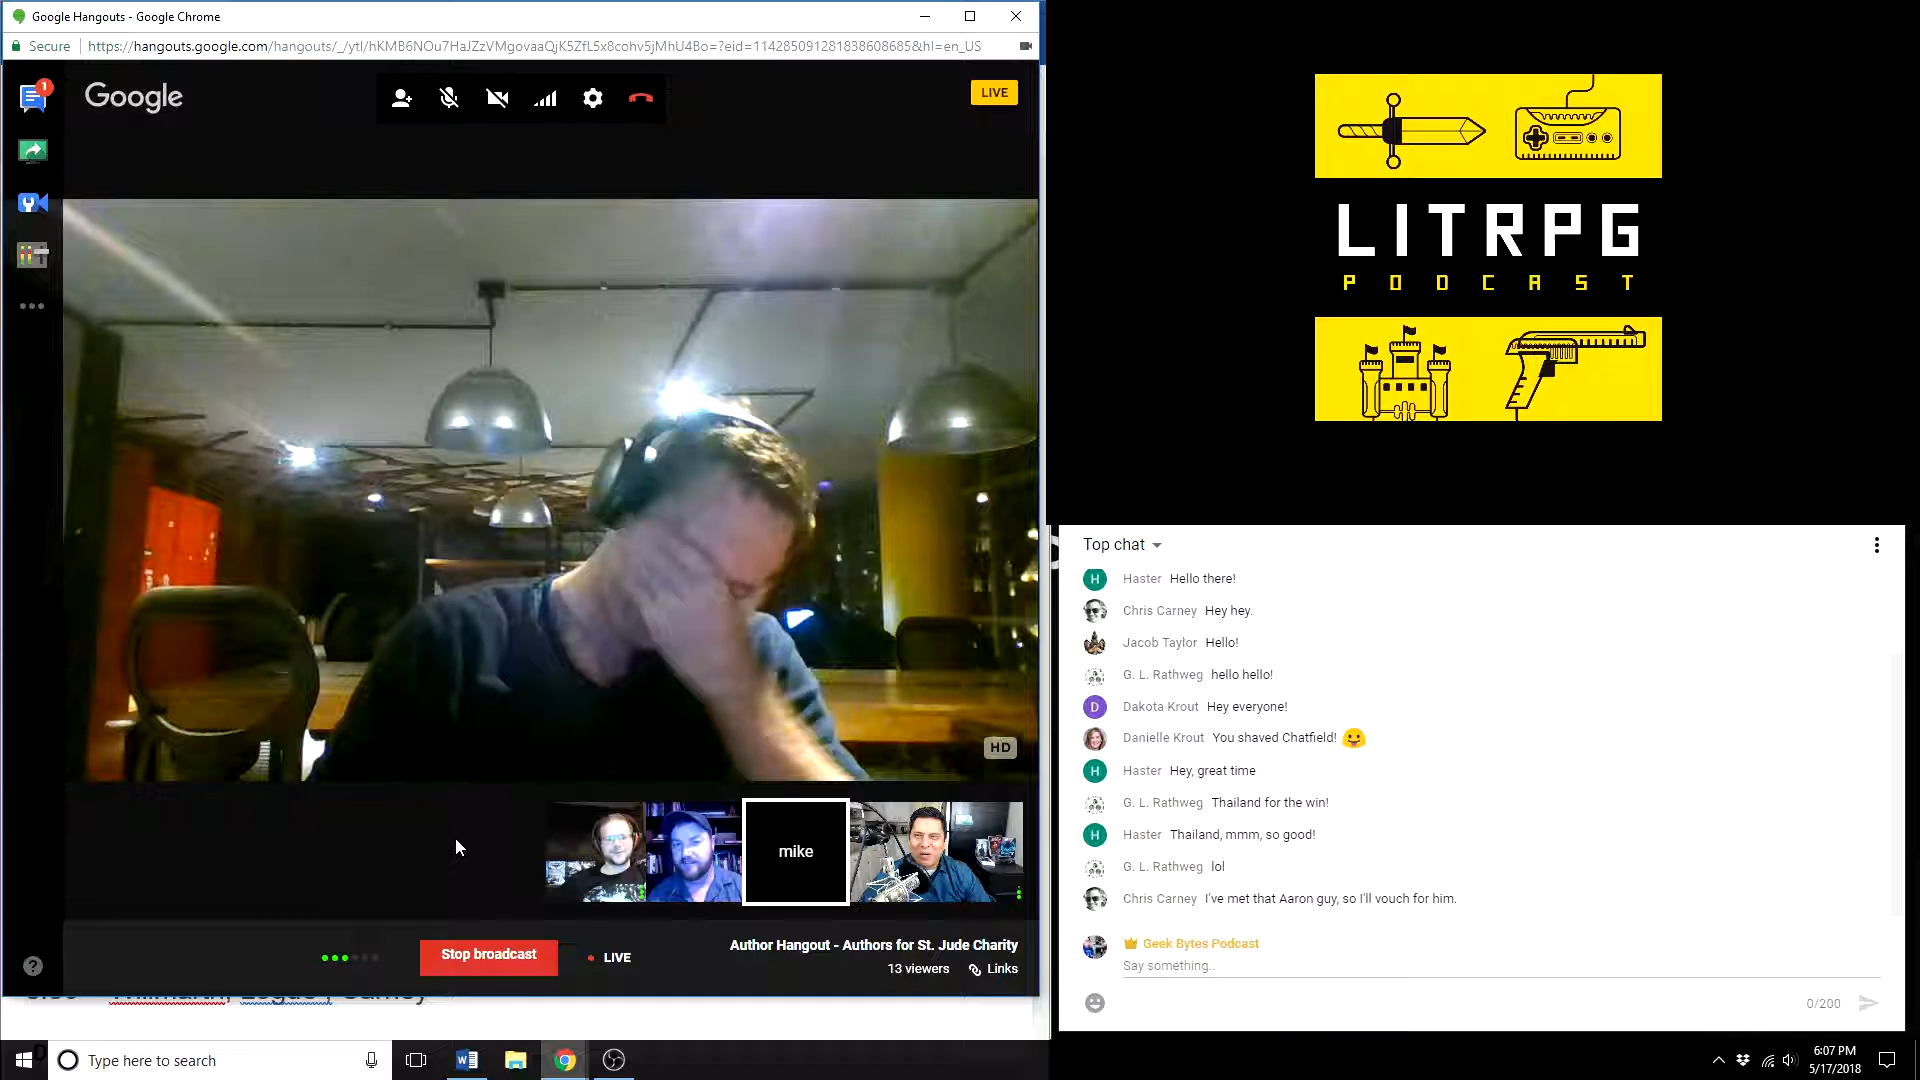 Google Hangouts - Google Chrome
Secure
https://hangouts.google.com/hangouts/_/ytl/hKMB6NOu7HaJZzVMgovaaQjK5ZfL5x8cohv5jMhU4Bo=?eid=114285091281838608685&hl=en_US
1
Google
LIVE
HD
mike
Stop broadcast
LIVE
Author Hangout - Authors for St. Jude Charity
13 viewers
Links
LITRPG
PODCAST
Top chat
H Haster Hello there!
Chris Carney Hey hey.
Jacob Taylor Hello!
G. L. Rathweg hello hello!
D Dakota Krout Hey everyone!
Danielle Krout You shaved Chatfield!
H Haster Hey, great time
G. L. Rathweg Thailand for the win!
H Haster Thailand, mmm, so good!
G. L. Rathweg lol
Chris Carney I've met that Aaron guy, so I'll vouch for him.
Geek Bytes Podcast
Say something..
0/200
Type here to search
6:07 PM
5/17/2018